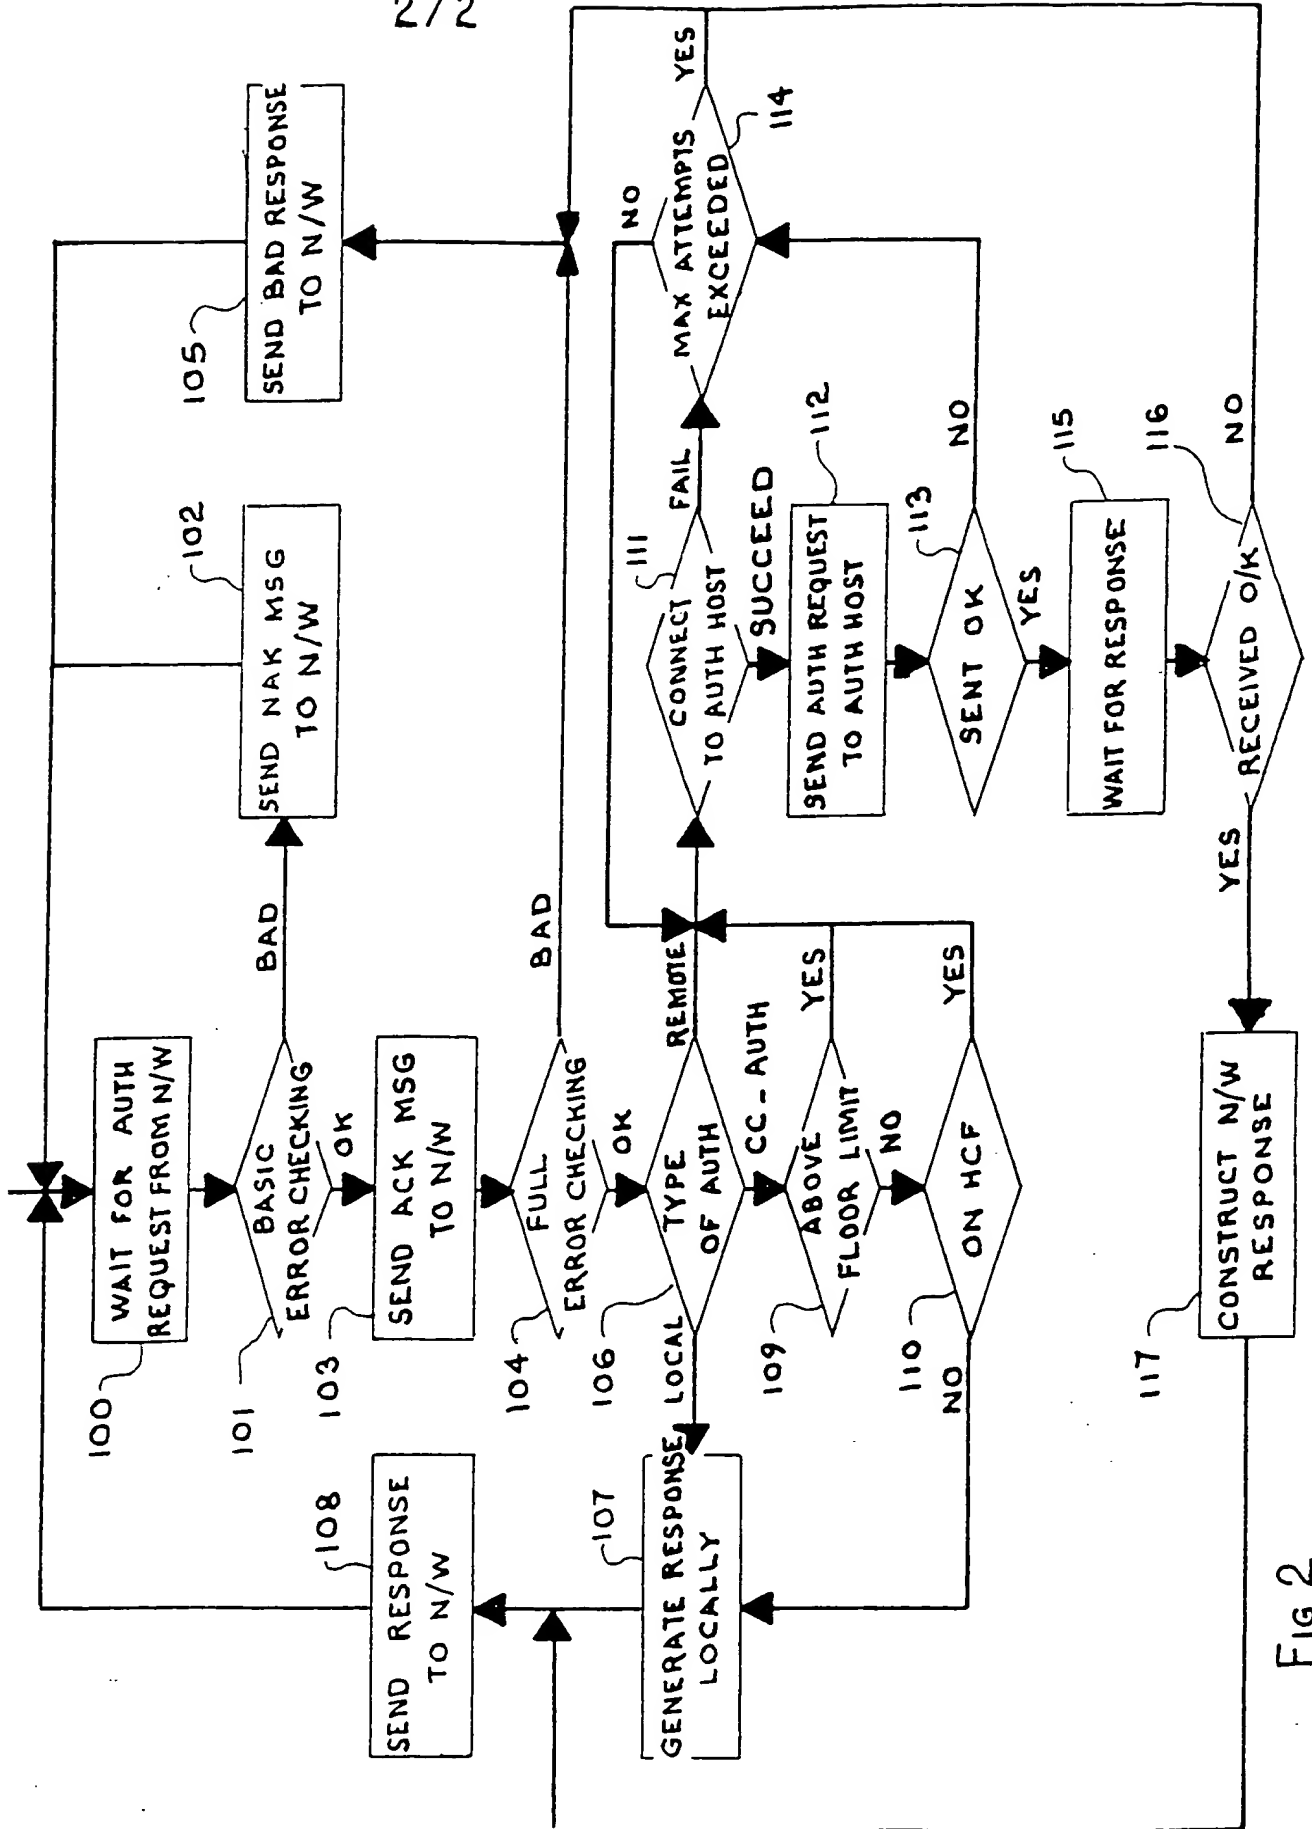 2/2
100
WAIT FOR AUTH
REQUEST FROM N/W
101
BASIC
ERROR CHECKING
BAD
OK
102
SEND NAK MSG
TO N/W
103
SEND ACK MSG
TO N/W
104
FULL
ERROR CHECKING
BAD
OK
105
SEND BAD RESPONSE
TO N/W
106
TYPE
OF AUTH
LOCAL
REMOTE
CC_AUTH
107
GENERATE RESPONSE
LOCALLY
108
SEND RESPONSE
TO N/W
109
ABOVE
FLOOR LIMIT
YES
NO
110
ON HCF
YES
NO
111
CONNECT
TO AUTH HOST
FAIL
SUCCEED
112
SEND AUTH REQUEST
TO AUTH HOST
113
SENT OK
NO
YES
114
MAX ATTEMPTS
EXCEEDED
NO
YES
115
WAIT FOR RESPONSE
116
RECEIVED O/K
YES
NO
117
CONSTRUCT N/W
RESPONSE
FIG 2